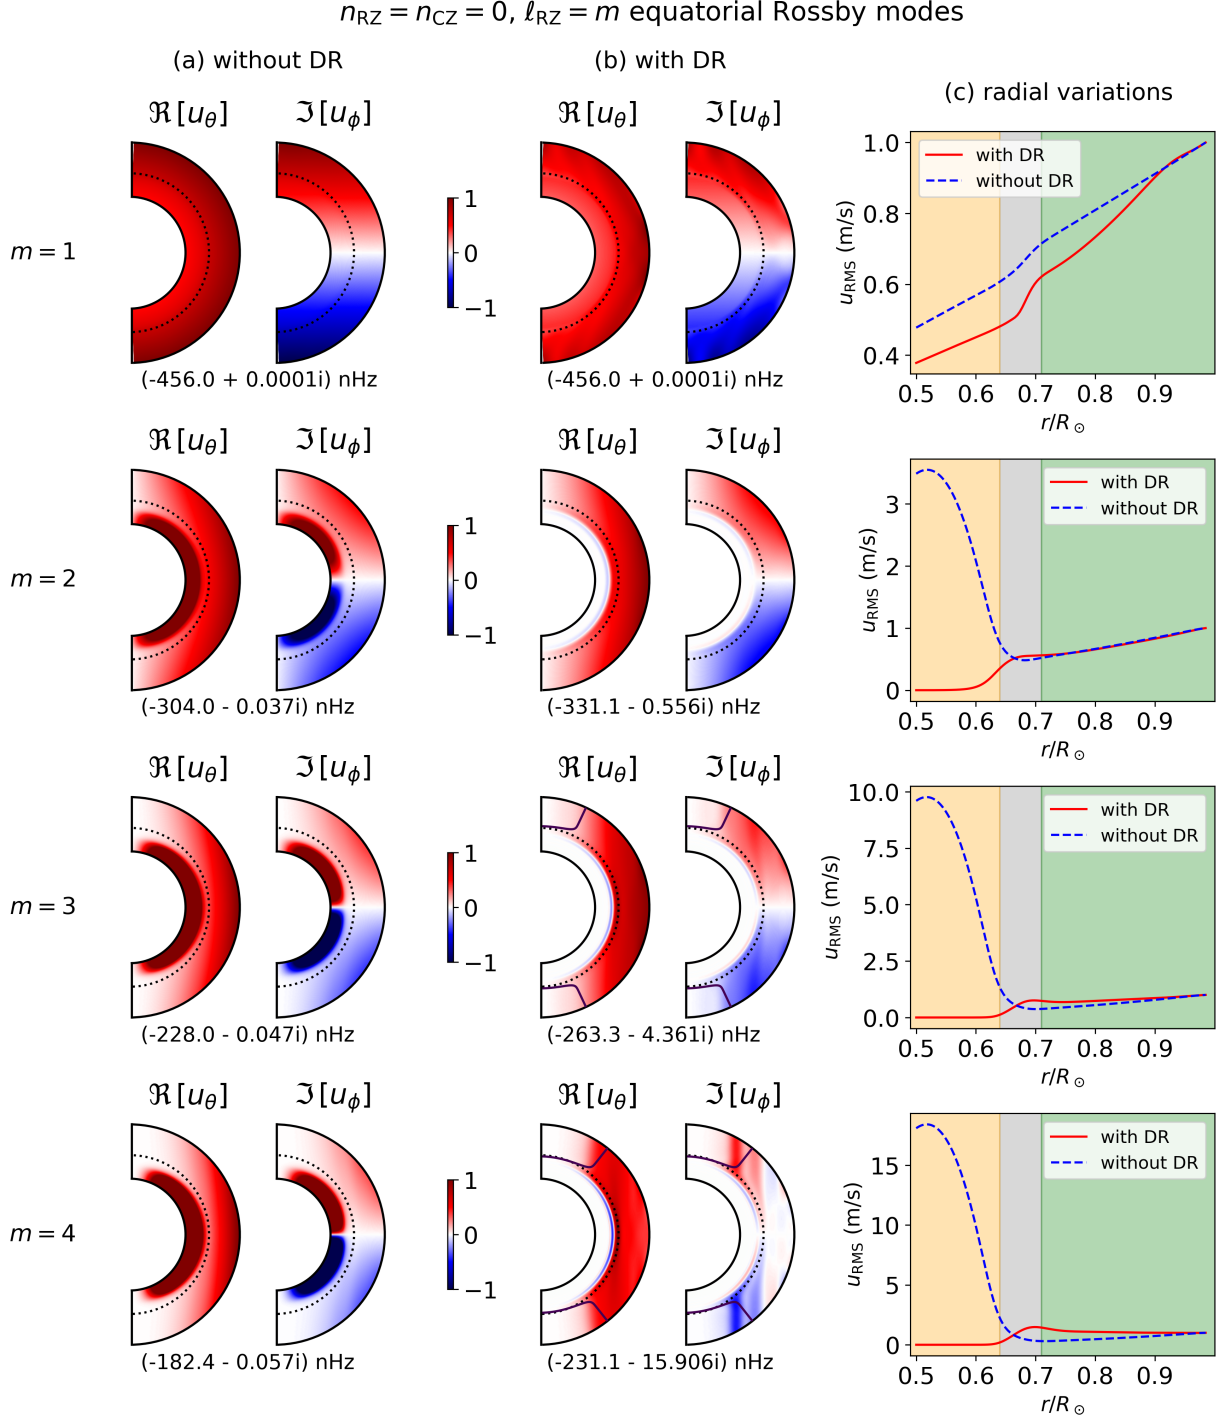 n_RZ = n_CZ = 0, ℓ_RZ = m equatorial Rossby modes
(a) without DR
(b) with DR
(c) radial variations
m = 1
ℜ[u_θ] ℑ[u_ϕ]
(-456.0 + 0.0001i) nHz
1
0
−1
ℜ[u_θ] ℑ[u_ϕ]
(-456.0 + 0.0001i) nHz
with DR
without DR
u_RMS (m/s)
1.0
0.8
0.6
0.4
0.5 0.6 0.7 0.8 0.9
r/R_⊙
m = 2
ℜ[u_θ] ℑ[u_ϕ]
(-304.0 - 0.037i) nHz
1
0
−1
ℜ[u_θ] ℑ[u_ϕ]
(-331.1 - 0.556i) nHz
with DR
without DR
u_RMS (m/s)
3
2
1
0
0.5 0.6 0.7 0.8 0.9
r/R_⊙
m = 3
ℜ[u_θ] ℑ[u_ϕ]
(-228.0 - 0.047i) nHz
1
0
−1
ℜ[u_θ] ℑ[u_ϕ]
(-263.3 - 4.361i) nHz
with DR
without DR
u_RMS (m/s)
10.0
7.5
5.0
2.5
0.0
0.5 0.6 0.7 0.8 0.9
r/R_⊙
m = 4
ℜ[u_θ] ℑ[u_ϕ]
(-182.4 - 0.057i) nHz
1
0
−1
ℜ[u_θ] ℑ[u_ϕ]
(-231.1 - 15.906i) nHz
with DR
without DR
u_RMS (m/s)
15
10
5
0
0.5 0.6 0.7 0.8 0.9
r/R_⊙